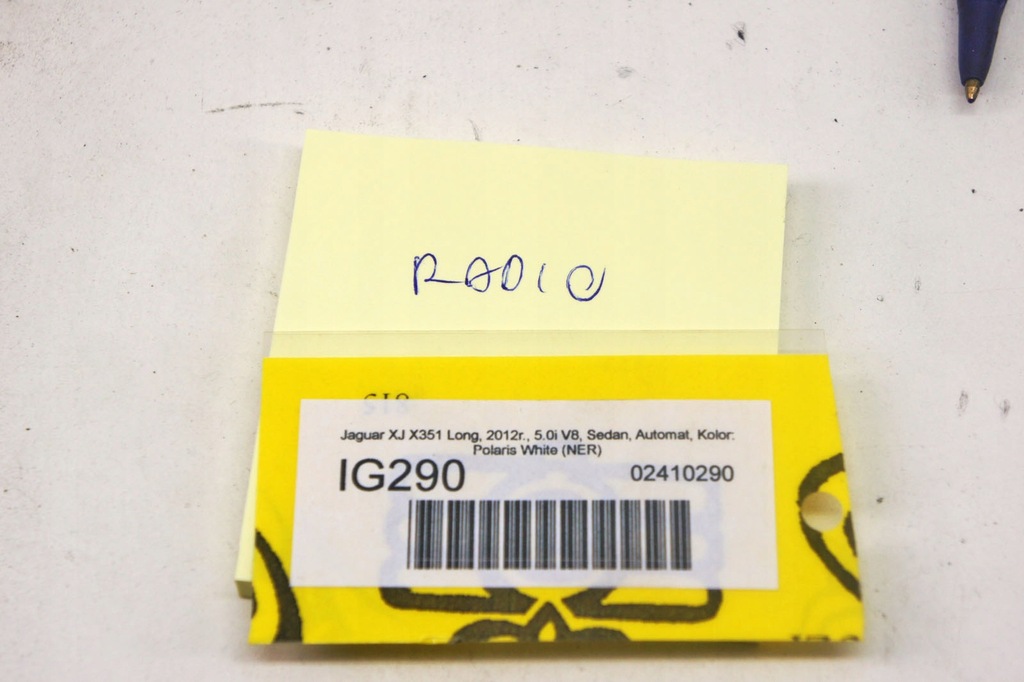 RADIO
Jaguar XJ X351 Long, 2012r., 5.0i V8, Sedan, Automat, Kolor:
Polaris White (NER)
IG290 02410290